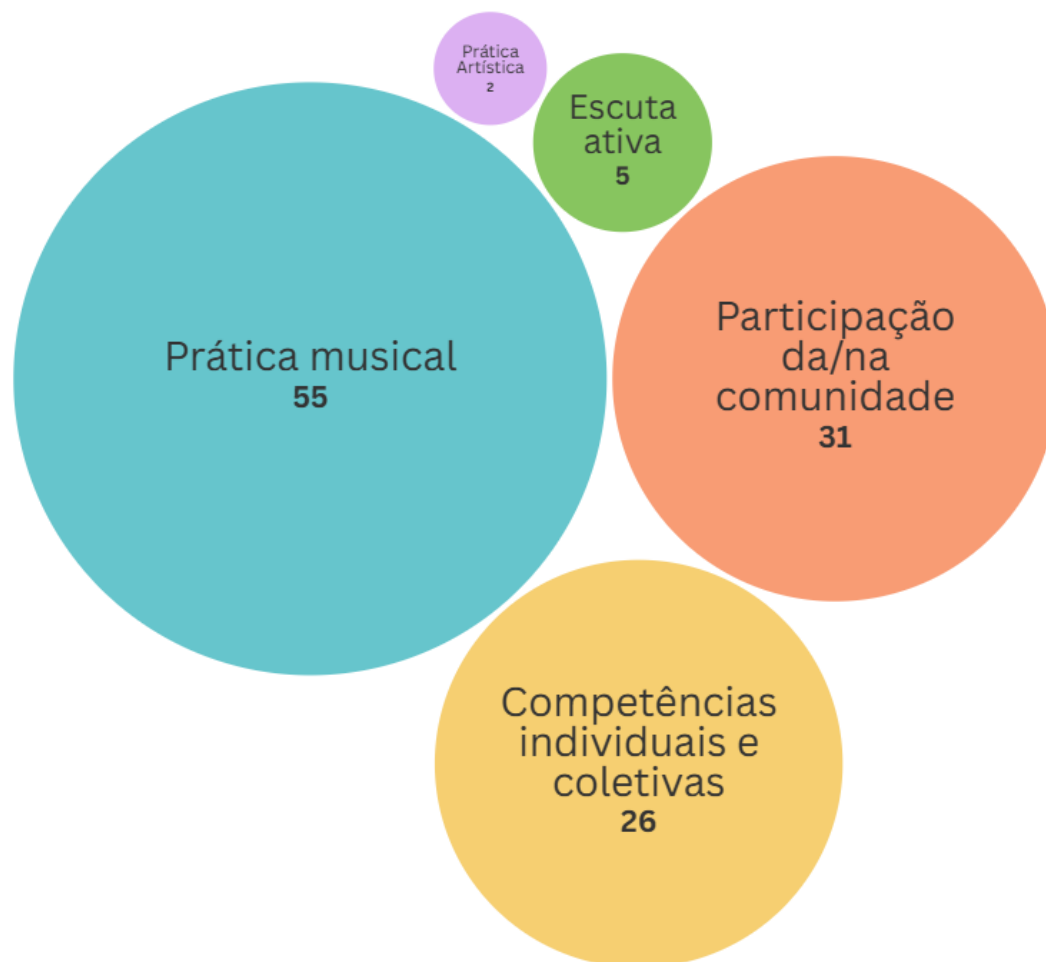 Prática
Artística
2
Escuta
ativa
5
Prática musical
55
Participação
da/na
comunidade
31
Competências
individuais e
coletivas
26